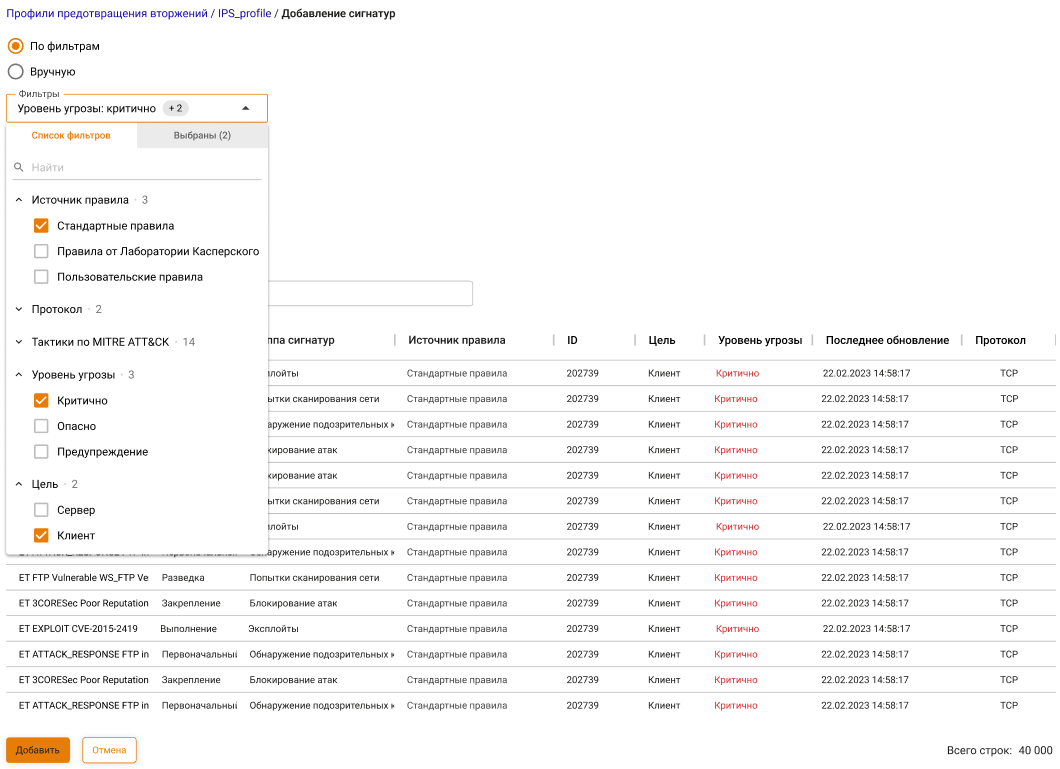 Профили предотвращения вторжений / IPS_profile / Добавление сигнатур
По фильтрам
Вручную
Фильтры
Уровень угрозы: критично +2
Список фильтров Выбраны (2)
Найти
Источник правила · 3
Стандартные правила
Правила от Лаборатории Касперского
Пользовательские правила
Протокол · 2
Тактики по MITRE ATT&CK · 14
Уровень угрозы · 3
Критично
Опасно
Предупреждение
Цель · 2
Сервер
Клиент
ппа сигнатур Источник правила ID Цель Уровень угрозы Последнее обновление Протокол
плойты Стандартные правила 202739 Клиент Критично 22.02.2023 14:58:17 TCP
ытки сканирования сети Стандартные правила 202739 Клиент Критично 22.02.2023 14:58:17 TCP
аружение подозрительных Стандартные правила 202739 Клиент Критично 22.02.2023 14:58:17 TCP
кирование атак Стандартные правила 202739 Клиент Критично 22.02.2023 14:58:17 TCP
кирование атак Стандартные правила 202739 Клиент Критично 22.02.2023 14:58:17 TCP
ытки сканирования сети Стандартные правила 202739 Клиент Критично 22.02.2023 14:58:17 TCP
плойты Стандартные правила 202739 Клиент Критично 22.02.2023 14:58:17 TCP
аружение подозрительных Стандартные правила 202739 Клиент Критично 22.02.2023 14:58:17 TCP
ET FTP Vulnerable WS_FTP Ve Разведка Попытки сканирования сети Стандартные правила 202739 Клиент Критично 22.02.2023 14:58:17 TCP
ET 3CORESec Poor Reputation Закрепление Блокирование атак Стандартные правила 202739 Клиент Критично 22.02.2023 14:58:17 TCP
ET EXPLOIT CVE-2015-2419 Выполнение Эксплойты Стандартные правила 202739 Клиент Критично 22.02.2023 14:58:17 TCP
ET ATTACK_RESPONSE FTP in Первоначальны Обнаружение подозрительных Стандартные правила 202739 Клиент Критично 22.02.2023 14:58:17 TCP
ET 3CORESec Poor Reputation Закрепление Блокирование атак Стандартные правила 202739 Клиент Критично 22.02.2023 14:58:17 TCP
ET ATTACK_RESPONSE FTP in Первоначальны Обнаружение подозрительных Стандартные правила 202739 Клиент Критично 22.02.2023 14:58:17 TCP
Добавить Отмена Всего строк: 40 000